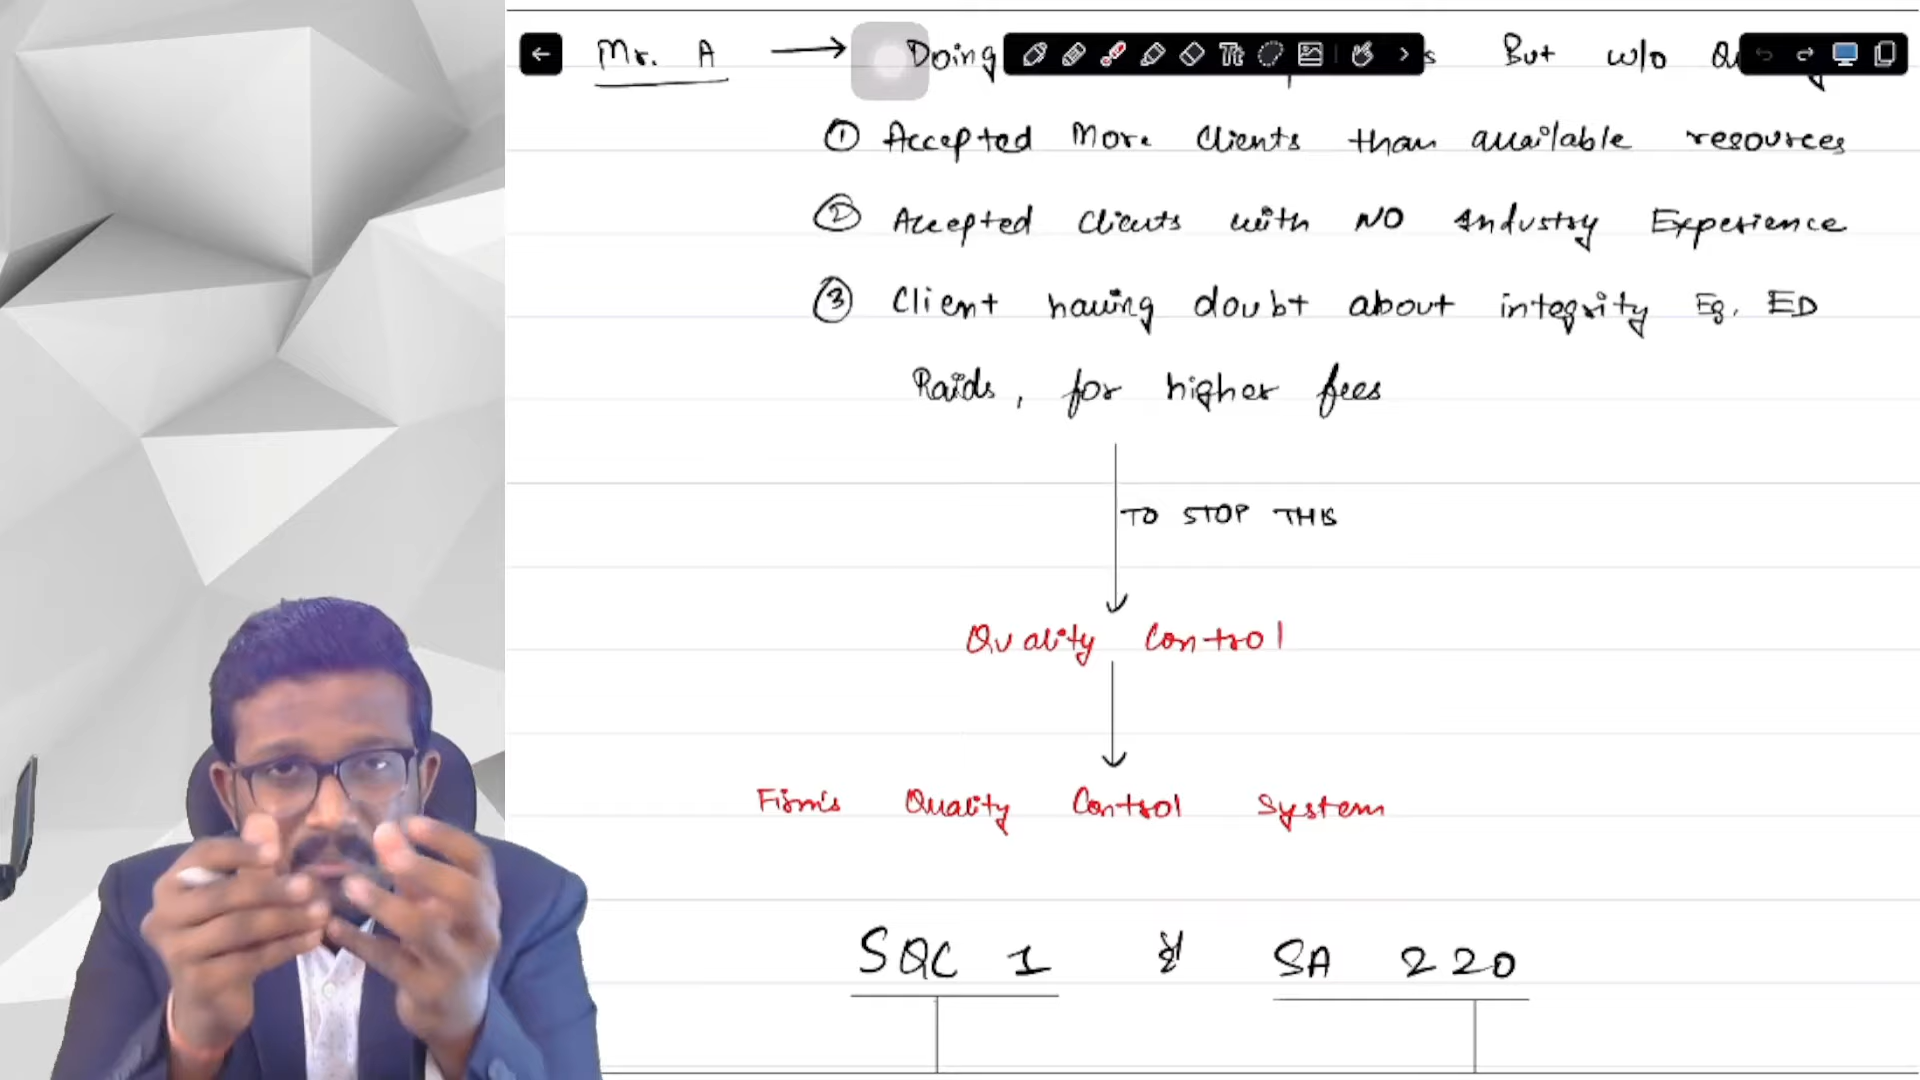 Mr. A → Doing But w/o
① Accepted More Clients than available resources
② Accepted Clients with NO Industry Experience
③ Client having doubt about integrity Eg. ED
Raids, for higher fees
TO STOP THIS
Quality Control
Firm's Quality Control System
SQC 1 & SA 220